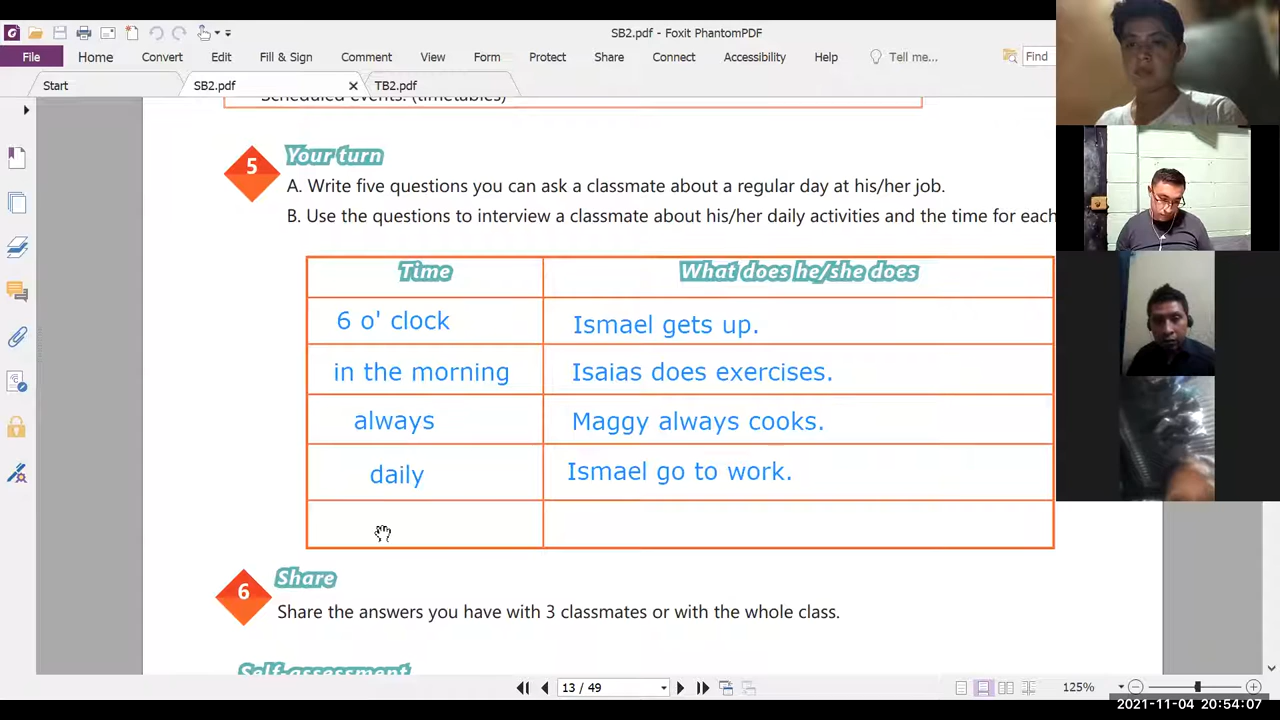 SB2.pdf - Foxit PhantomPDF
File Home Convert Edit Fill & Sign Comment View Form Protect Share Connect Accessibility Help Tell me... Find
Start SB2.pdf TB2.pdf
Scheduled events: (timetables)
5 Your turn
A. Write five questions you can ask a classmate about a regular day at his/her job.
B. Use the questions to interview a classmate about his/her daily activities and the time for each
Time What does he/she does
6 o' clock Ismael gets up.
in the morning Isaias does exercises.
always Maggy always cooks.
daily Ismael go to work.
6 Share
Share the answers you have with 3 classmates or with the whole class.
Self-assessment
13 / 49 125%
2021-11-04 20:54:07